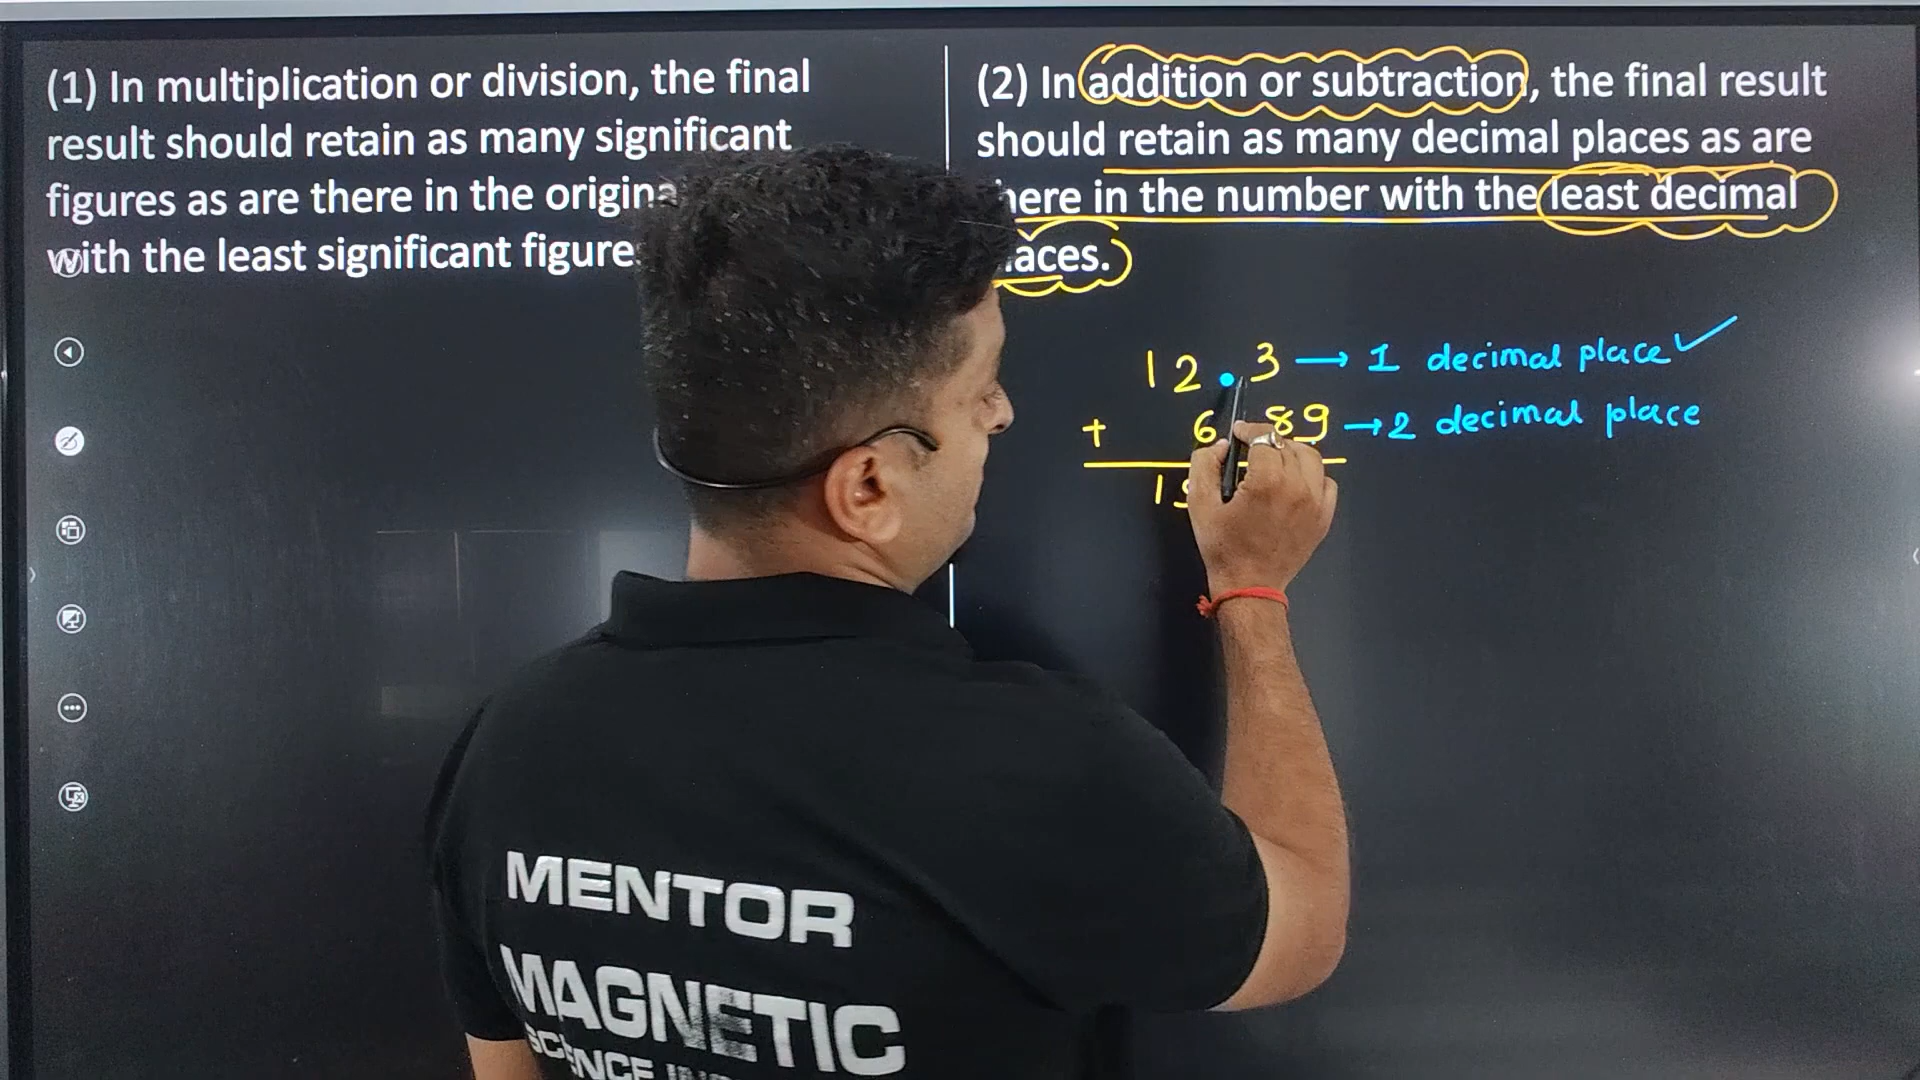 (1) In multiplication or division, the final
result should retain as many significant
figures as are there in the origina
with the least significant figure
(2) In addition or subtraction, the final result
should retain as many decimal places as are
here in the number with the least decimal
aces.
12.3 → 1 decimal place ✓
+ 6 89 → 2 decimal place
19
MENTOR
MAGNETIC
SCIENCE